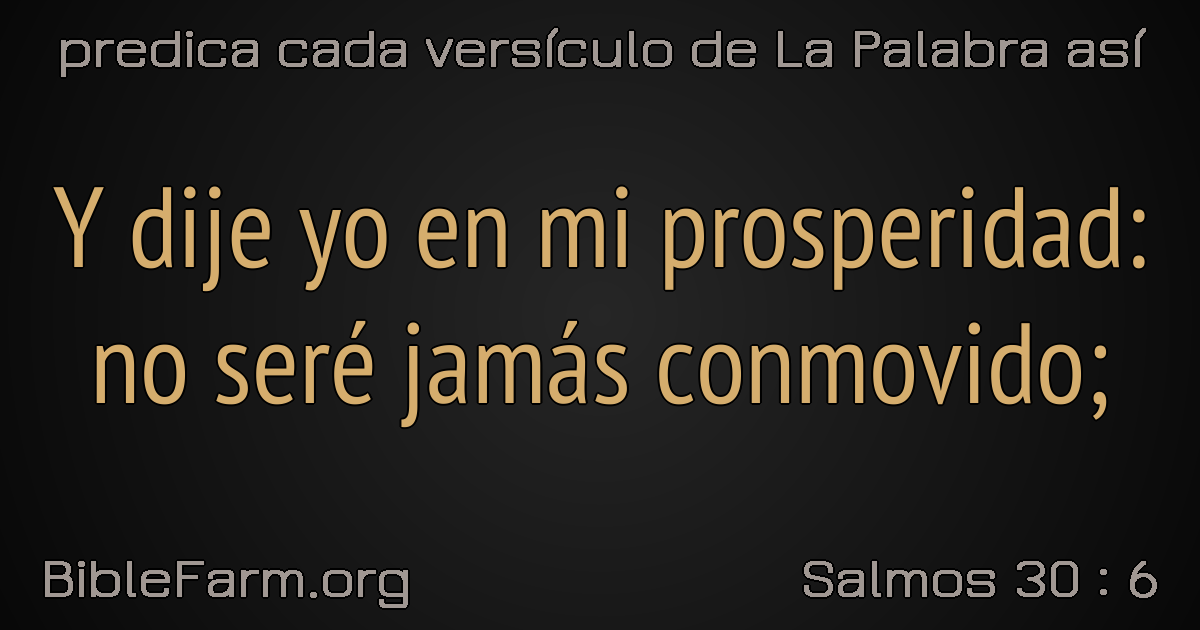 predica cada versículo de La Palabra así
Y dije yo en mi prosperidad:
no seré jamás conmovido;
BibleFarm.org
Salmos 30 : 6